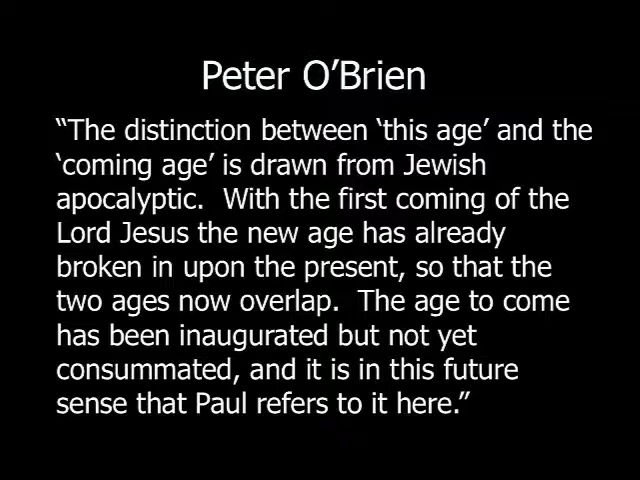 Peter O’Brien
“The distinction between ‘this age’ and the
‘coming age’ is drawn from Jewish
apocalyptic.  With the first coming of the
Lord Jesus the new age has already
broken in upon the present, so that the
two ages now overlap.  The age to come
has been inaugurated but not yet
consummated, and it is in this future
sense that Paul refers to it here.”